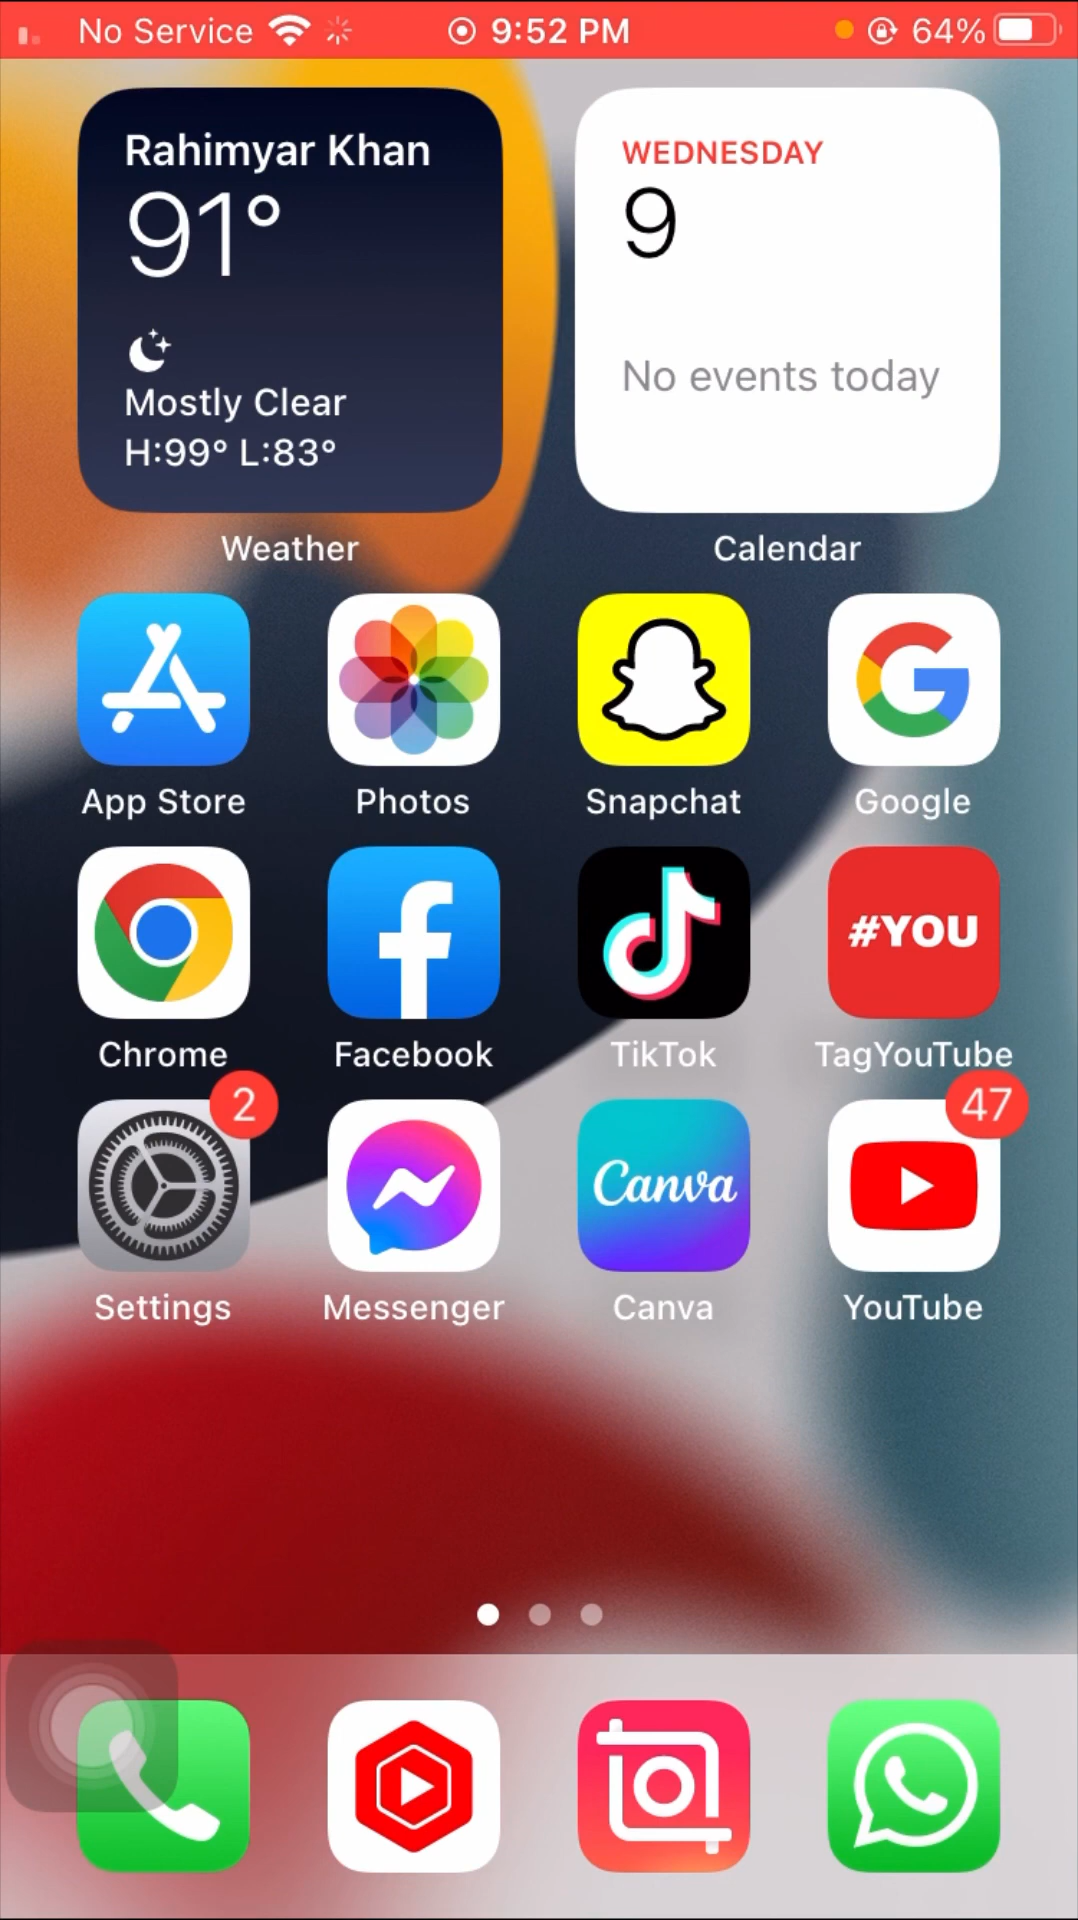 No Service 9:52 PM 64%
Rahimyar Khan
91°
Mostly Clear
H:99° L:83°
WEDNESDAY
9
No events today
Weather Calendar
App Store Photos Snapchat Google
#YOU
Chrome Facebook TikTok TagYouTube
2 47
Canva
Settings Messenger Canva YouTube